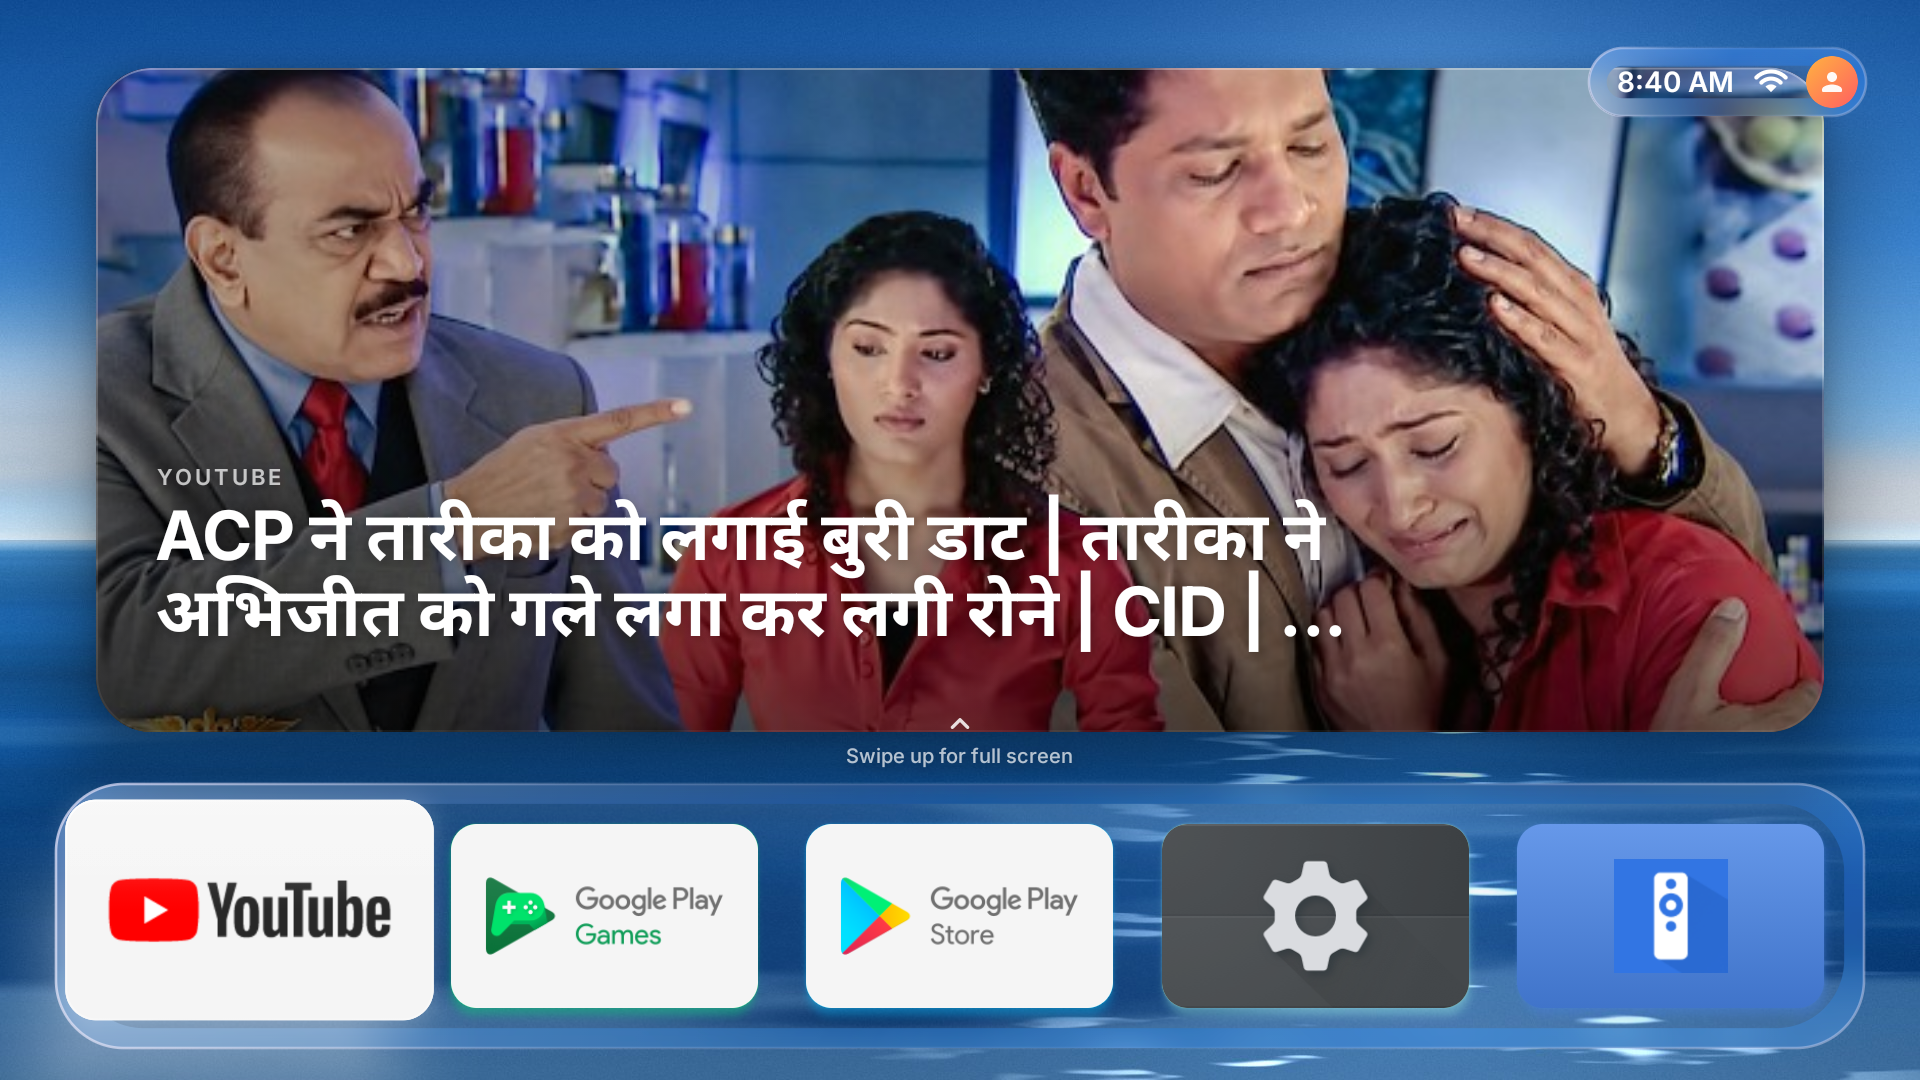 8:40 AM
YOUTUBE
ACP ने तारीका को लगाई बुरी डाट | तारीका ने
अभिजीत को गले लगा कर लगी रोने | CID | ...
Swipe up for full screen
YouTube
Google Play
Games
Google Play
Store